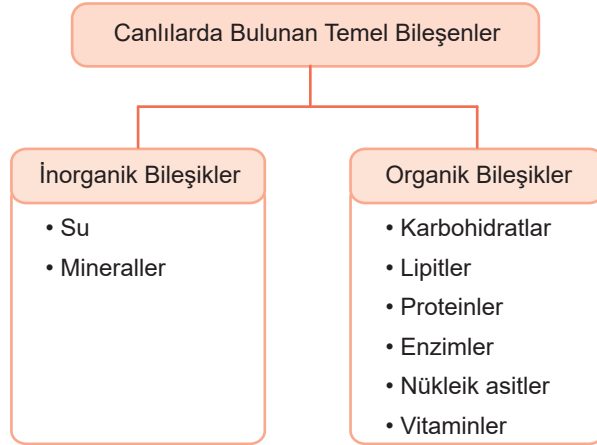 Canlılarda Bulunan Temel Bileşenler
İnorganik Bileşikler
• Su
• Mineraller
Organik Bileşikler
• Karbohidratlar
• Lipitler
• Proteinler
• Enzimler
• Nükleik asitler
• Vitaminler